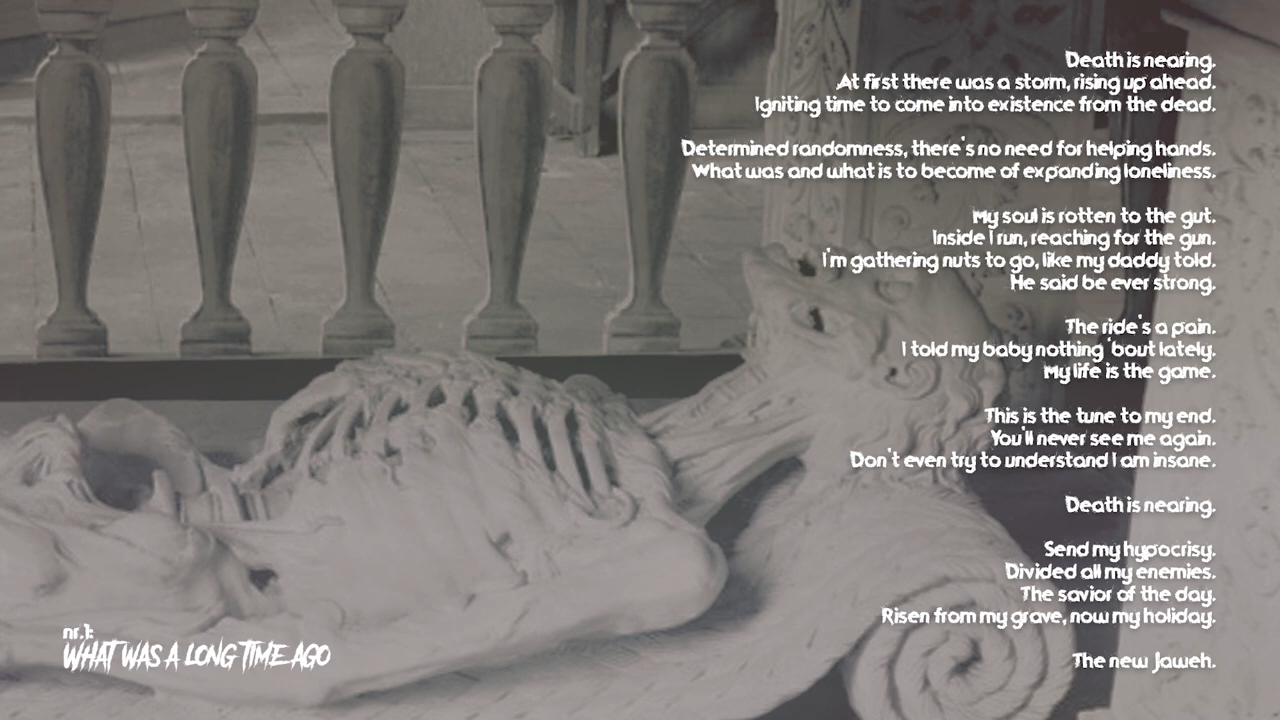 Death is nearing.
At first there was a storm, rising up ahead.
Igniting time to come into existence from the dead.
Determined randomness, there's no need for helping hands.
What was and what is to become of expanding loneliness.
My soul is rotten to the gut.
Inside I run, reaching for the gun.
I'm gathering nuts to go, like my daddy told.
He said be ever strong.
The ride's a pain.
I told my baby nothing 'bout lately.
My life is the game.
This is the tune to my end.
You'll never see me again.
Don't even try to understand I am insane.
Death is nearing.
Send my hypocrisy.
Divided all my enemies.
The savior of the day.
Risen from my grave, now my holiday.
The new Jaweh.
nr.1:
WHAT WAS A LONG TIME AGO